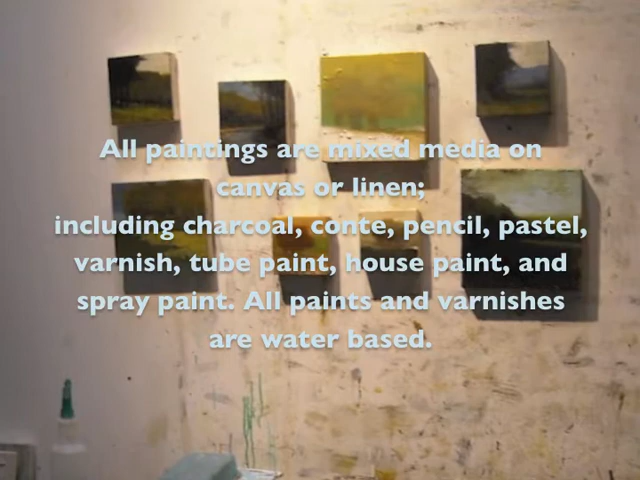 All paintings are mixed media on
canvas or linen;
including charcoal, conte, pencil, pastel,
varnish, tube paint, house paint, and
spray paint. All paints and varnishes
are water based.